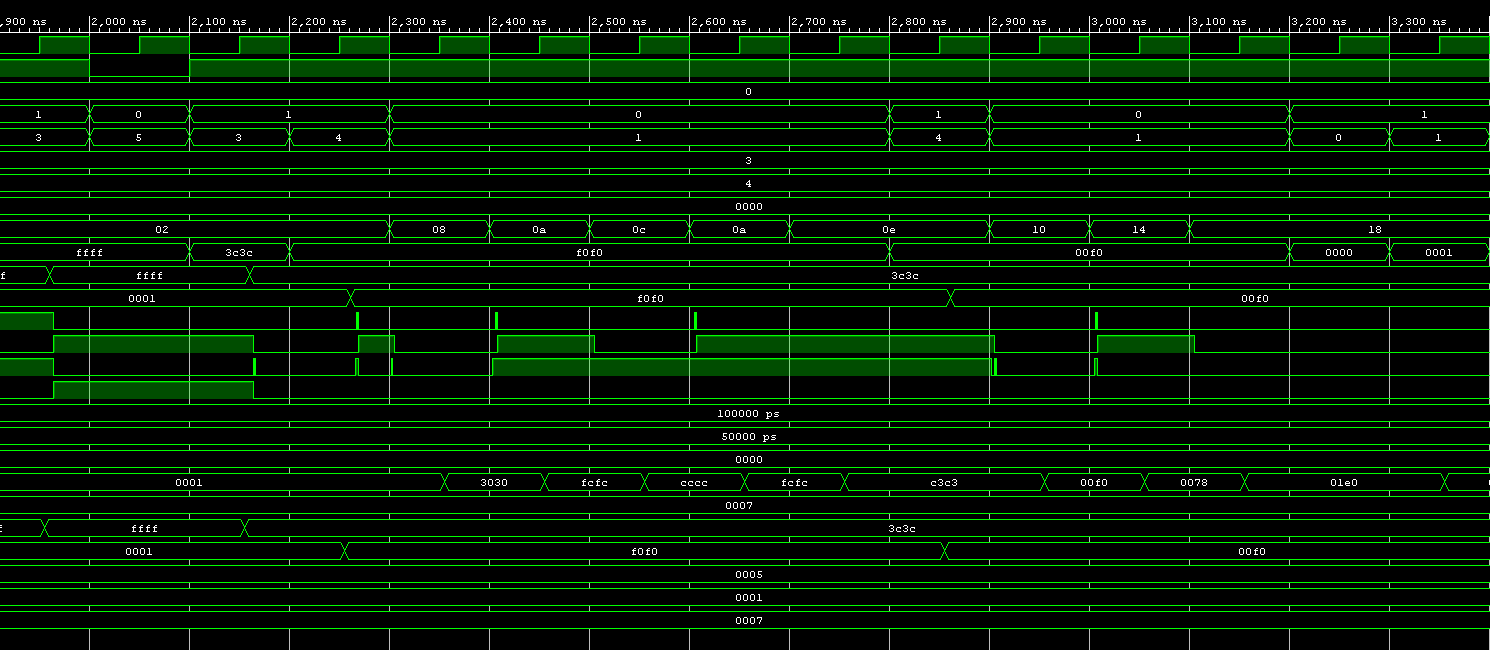 ,900 ns 2,000 ns 2,100 ns 2,200 ns 2,300 ns 2,400 ns 2,500 ns 2,600 ns 2,700 ns 2,800 ns 2,900 ns 3,000 ns 3,100 ns 3,200 ns 3,300 ns
0
1 0 1 0 1 0 1
3 5 3 4 1 4 1 0 1
3
4
0000
02 08 0a 0c 0a 0e 10 14 18
ffff 3c3c f0f0 00f0 0000 0001
f ffff 3c3c
0001 f0f0 00f0
100000 ps
50000 ps
0000
0001 3030 fcfc cccc fcfc c3c3 00f0 0078 01e0
0007
f ffff 3c3c
0001 f0f0 00f0
0005
0001
0007